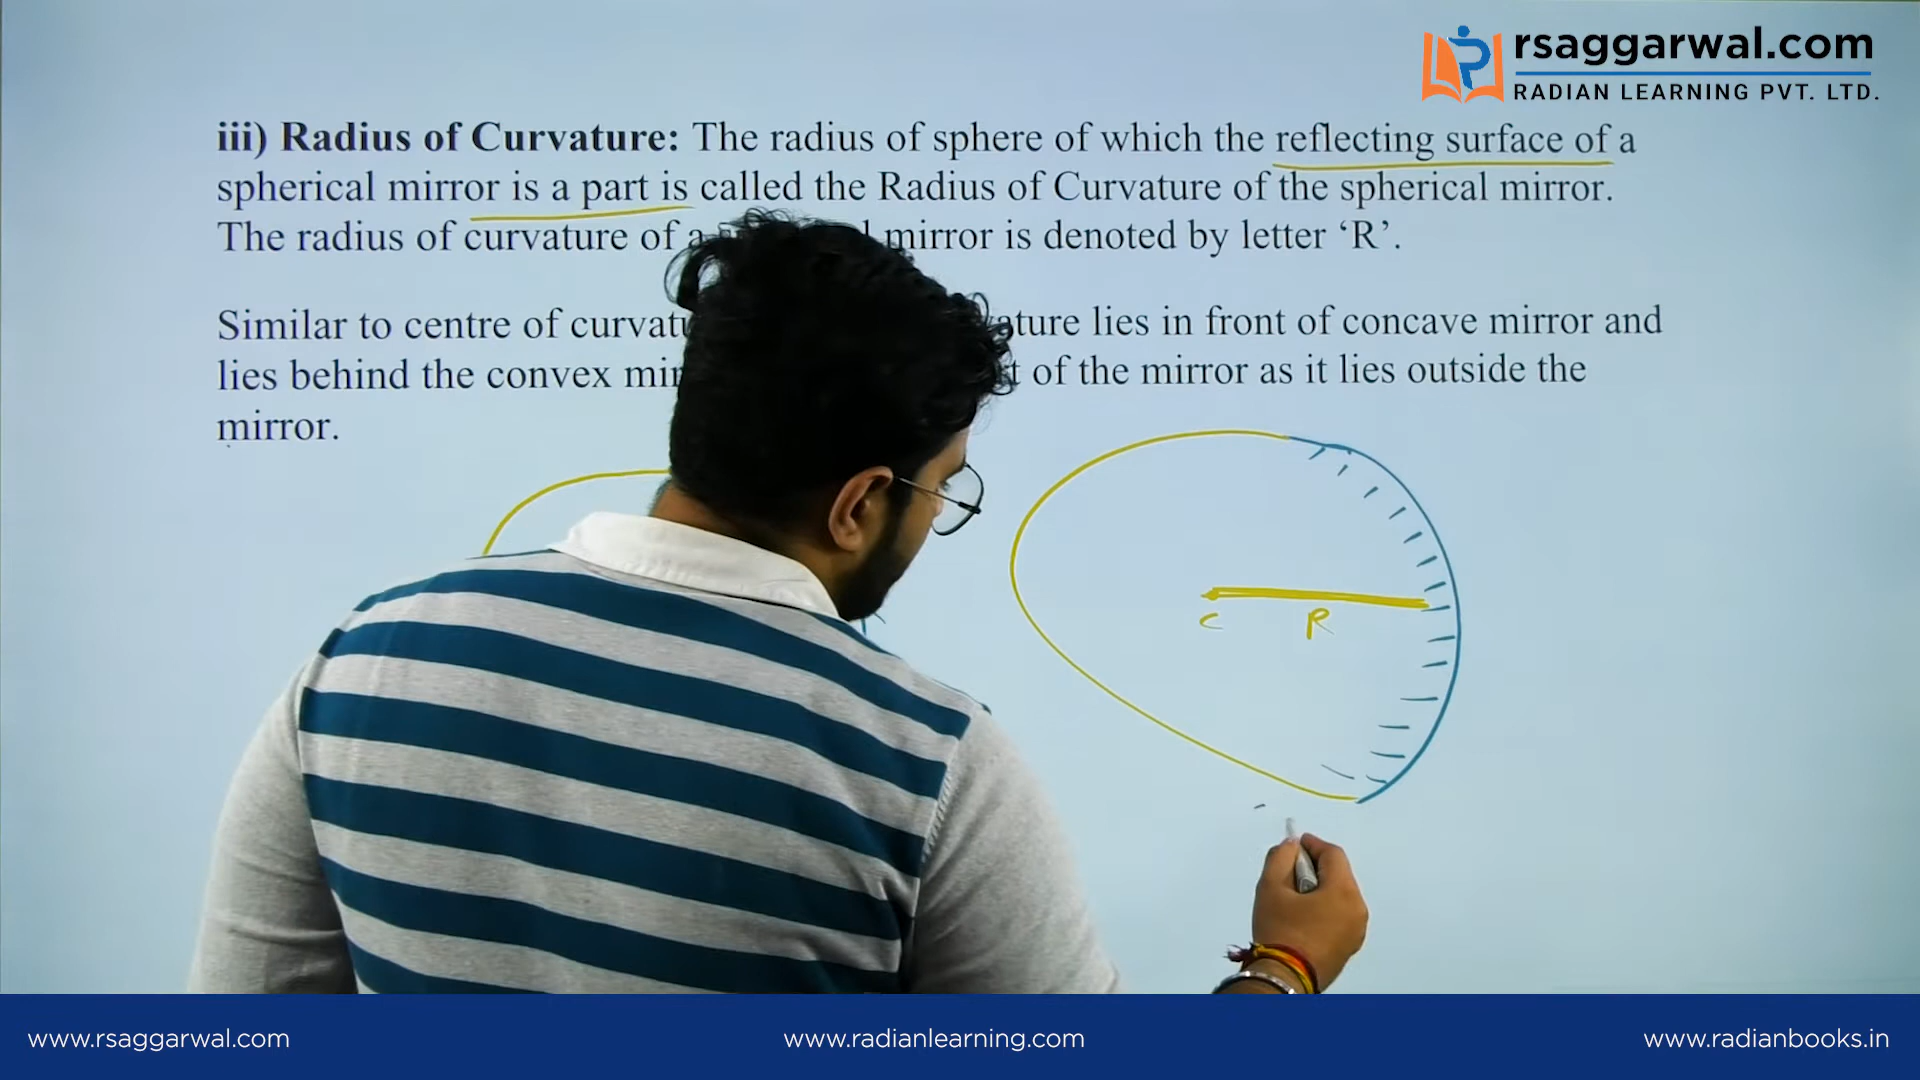 rsaggarwal.com
RADIAN LEARNING PVT. LTD.
iii) Radius of Curvature: The radius of sphere of which the reflecting surface of a
spherical mirror is a part is called the Radius of Curvature of the spherical mirror.
The radius of curvature of a mirror is denoted by letter ‘R’.
Similar to centre of lies in front of concave mirror and
lies behind the convex of the mirror as it lies outside the
mirror.
C R
www.rsaggarwal.com
www.radianlearning.com
www.radianbooks.in